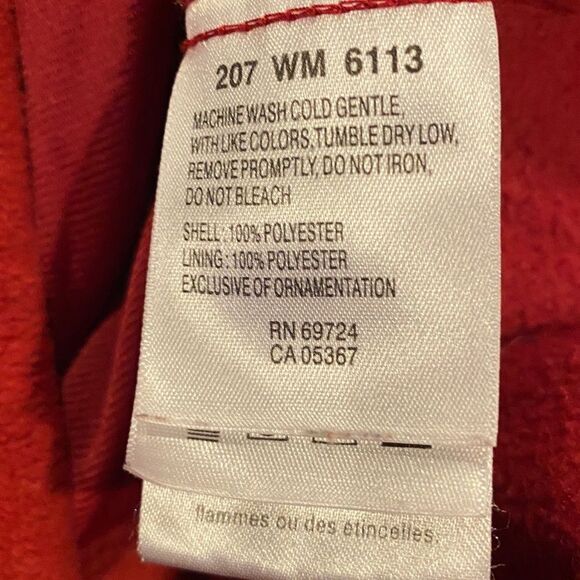 207 WM 6113
MACHINE WASH COLD GENTLE,
WITH LIKE COLORS, TUMBLE DRY LOW,
REMOVE PROMPTLY, DO NOT IRON,
DO NOT BLEACH
SHELL : 100% POLYESTER
LINING : 100% POLYESTER
EXCLUSIVE OF ORNAMENTATION
RN 69724
CA 05367
flammes ou des étincelles.